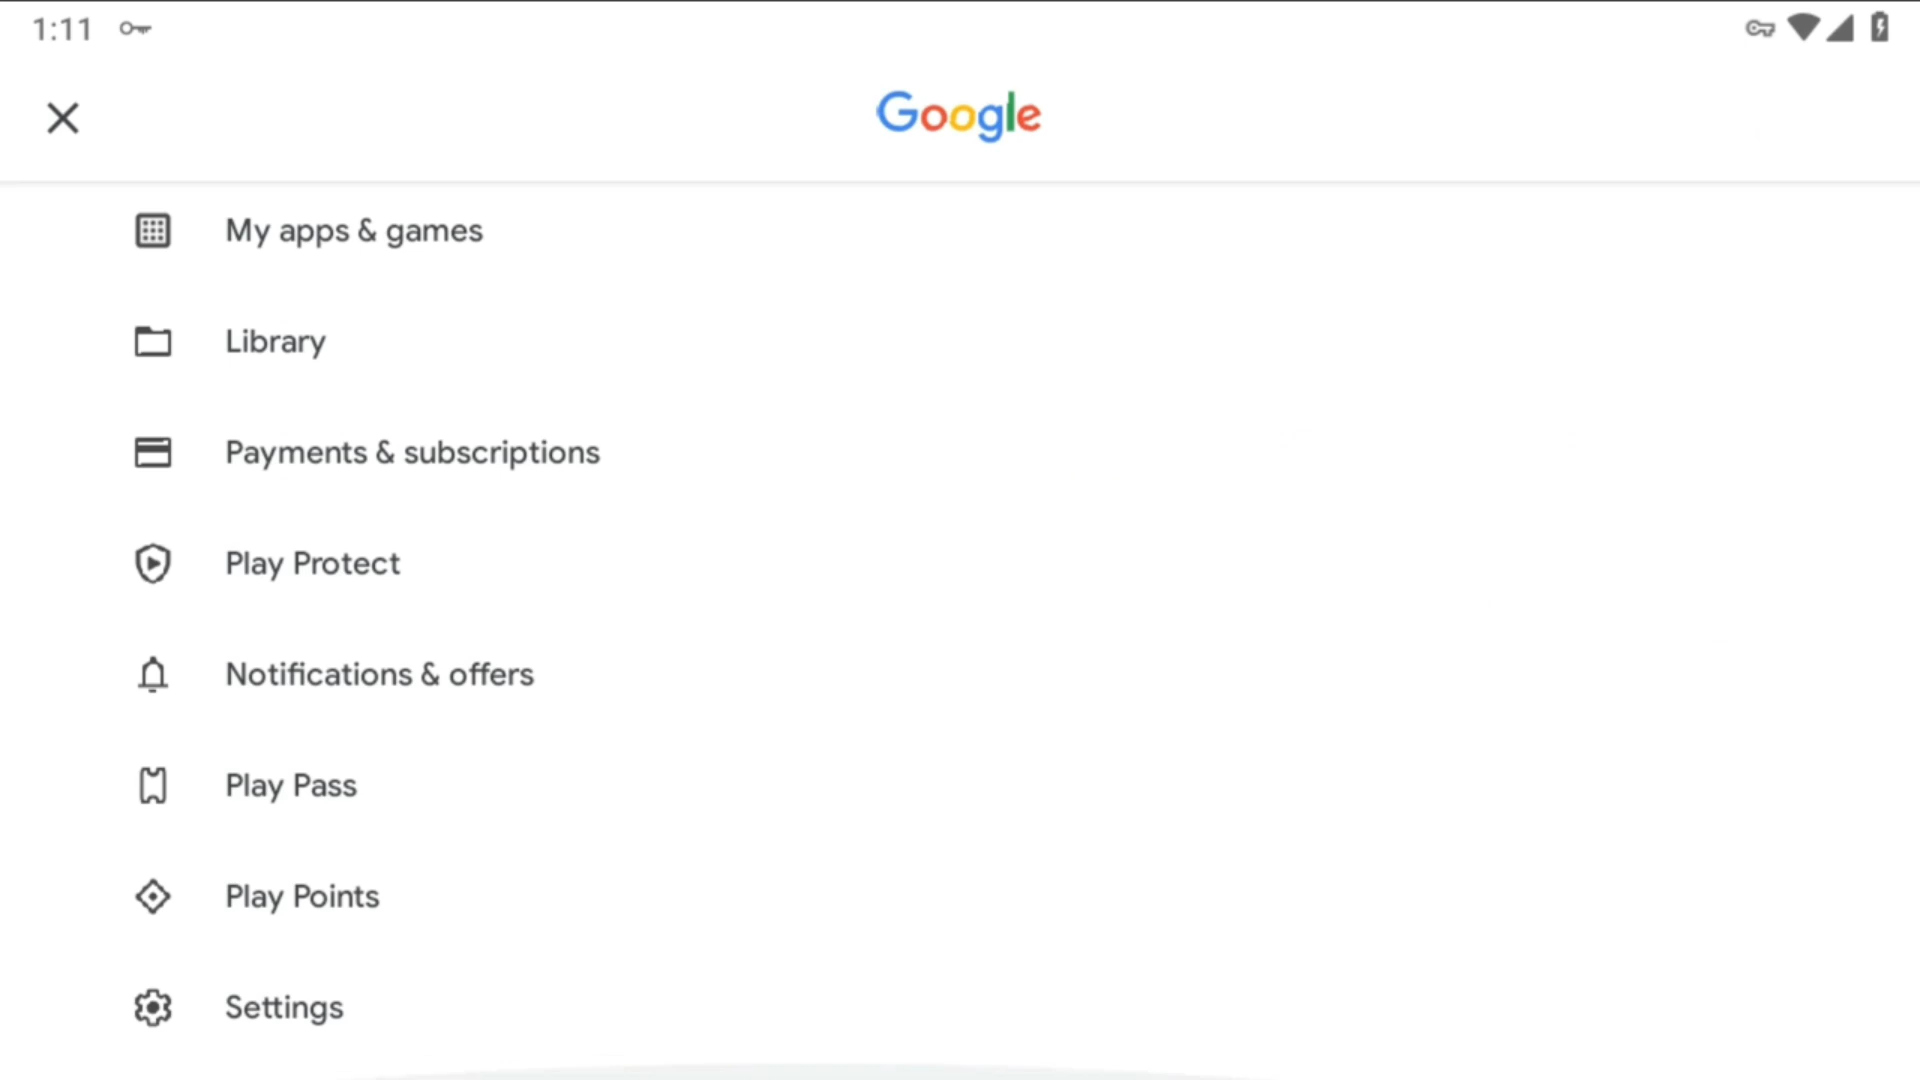 1:11
Google
My apps & games
Library
Payments & subscriptions
Play Protect
Notifications & offers
Play Pass
Play Points
Settings